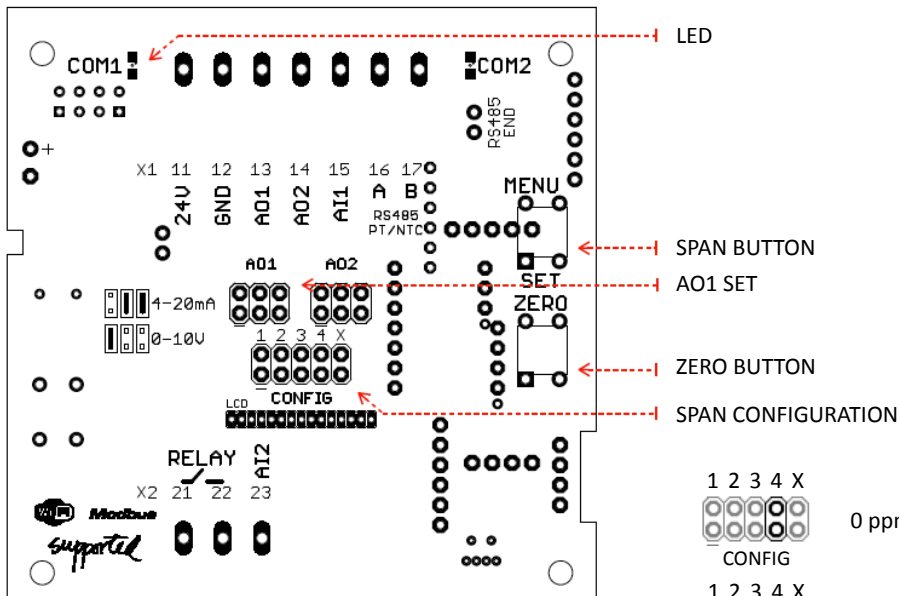 LED
COM1
COM2
RS485
END
+
X1 11 12 13 14 15 16 17
24V GND AO1 AO2 AI1 A B
RS485
PT/NTC
MENU
SPAN BUTTON
SET
AO1 SET
AO1 AO2
ZERO
4-20mA
0-10V
1 2 3 4 X
CONFIG
ZERO BUTTON
LCD
SPAN CONFIGURATION
RELAY
AI2
X2 21 22 23
Modbus
supported
1 2 3 4 X
0 ppr
CONFIG
1 2 3 4 X